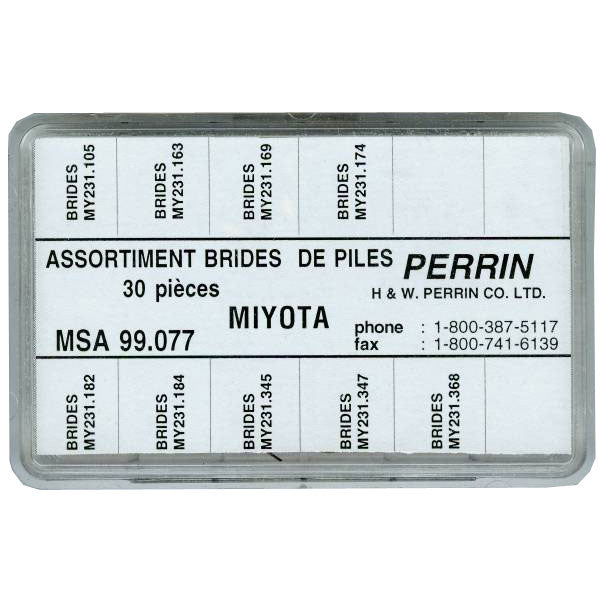 BRIDES
MY231.105
BRIDES
MY231.163
BRIDES
MY231.169
BRIDES
MY231.174
ASSORTIMENT BRIDES DE PILES
30 pièces
MIYOTA
MSA 99.077
PERRIN
H & W. PERRIN CO. LTD.
phone : 1-800-387-5117
fax : 1-800-741-6139
BRIDES
MY231.182
BRIDES
MY231.184
BRIDES
MY231.345
BRIDES
MY231.347
BRIDES
MY231.368